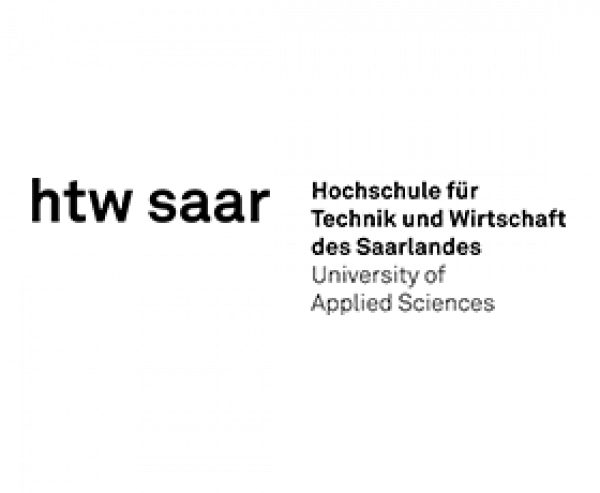 htw saar
Hochschule für
Technik und Wirtschaft
des Saarlandes
University of
Applied Sciences